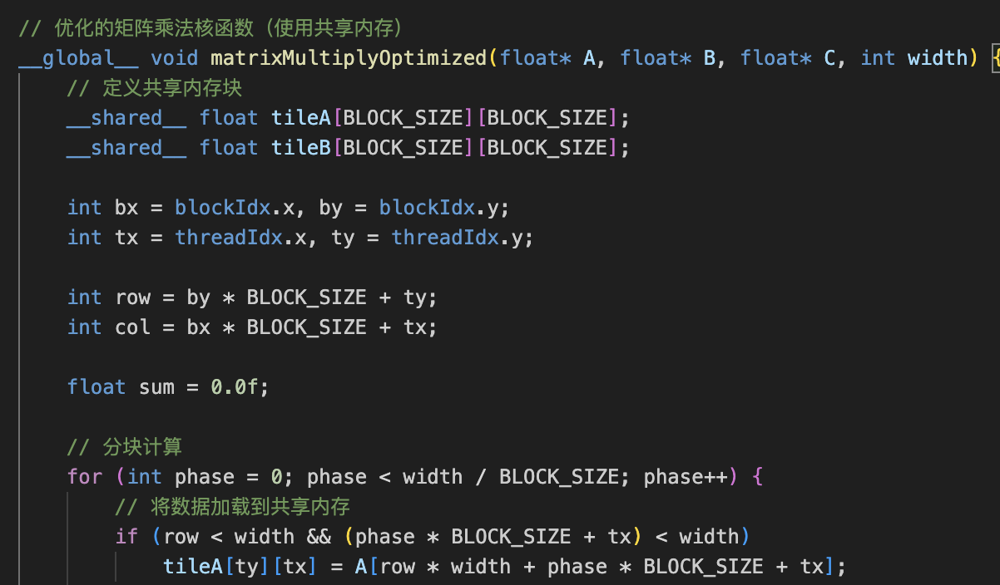 // 优化的矩阵乘法核函数（使用共享内存）
__global__ void matrixMultiplyOptimized(float* A, float* B, float* C, int width) {
// 定义共享内存块
__shared__ float tileA[BLOCK_SIZE][BLOCK_SIZE];
__shared__ float tileB[BLOCK_SIZE][BLOCK_SIZE];
int bx = blockIdx.x, by = blockIdx.y;
int tx = threadIdx.x, ty = threadIdx.y;
int row = by * BLOCK_SIZE + ty;
int col = bx * BLOCK_SIZE + tx;
float sum = 0.0f;
// 分块计算
for (int phase = 0; phase < width / BLOCK_SIZE; phase++) {
// 将数据加载到共享内存
if (row < width && (phase * BLOCK_SIZE + tx) < width)
tileA[ty][tx] = A[row * width + phase * BLOCK_SIZE + tx];